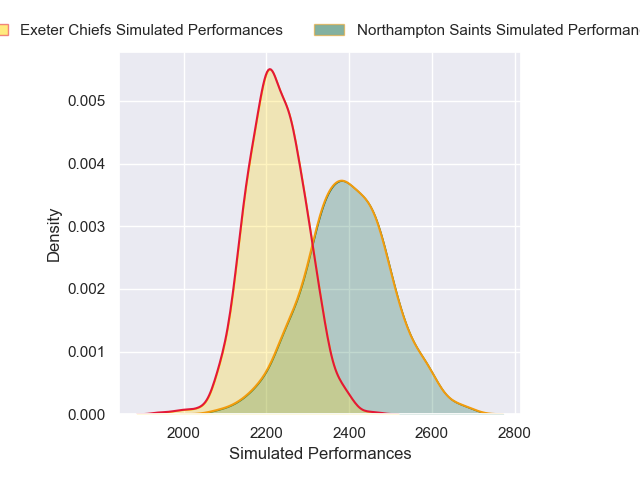 Exeter Chiefs Simulated Performances Northampton Saints Simulated
0.005
0.004
0.003
0.002
0.001
0.000
Density
2000 2200 2400 2600 2800
Simulated Performances